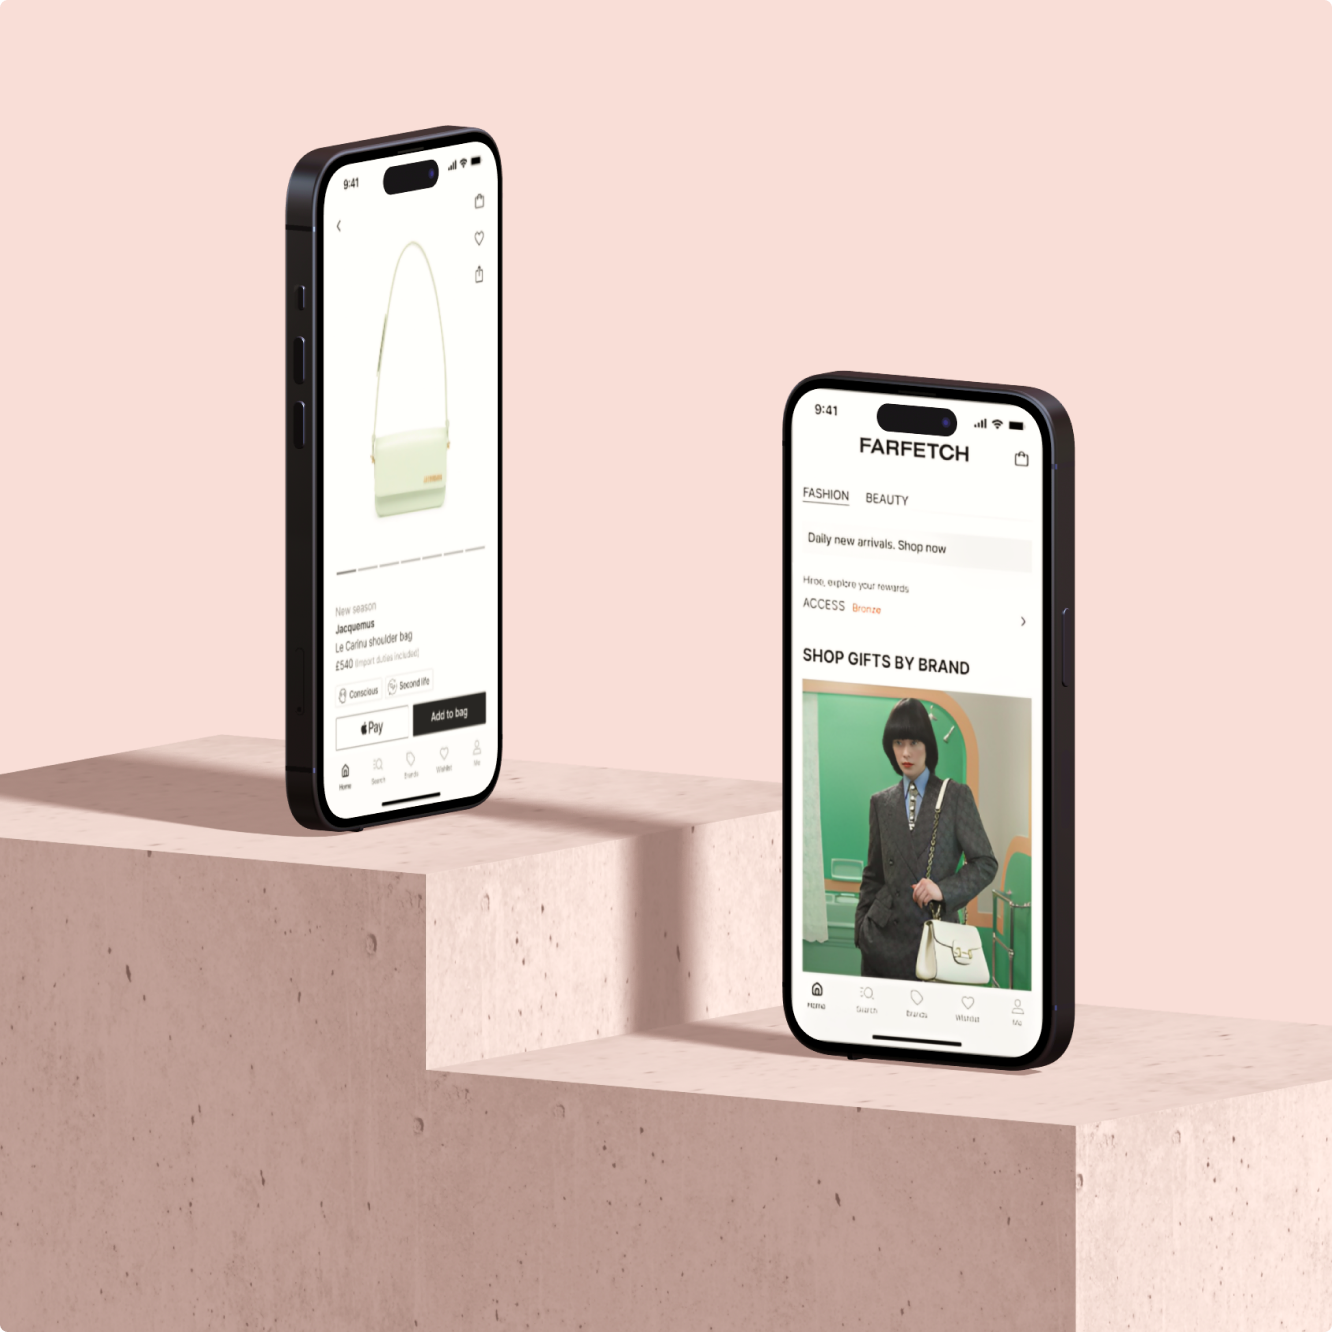 9:41
New season
Jacquemus
Le Carinu shoulder bag
£540 (import duties included)
Conscious
Second life
Pay
Add to bag
Home
Search
Brands
Wishlist
Me
9:41
FARFETCH
FASHION BEAUTY
Daily new arrivals. Shop now
explore your rewards
ACCESS Bronze
SHOP GIFTS BY BRAND
Home
Search
Brands
Wishlist
Me